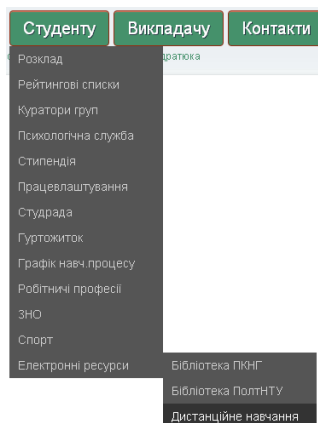 Студенту Викладачу Контакти
дратюка
Розклад
Рейтингові списки
Куратори груп
Психологічна служба
Стипендія
Працевлаштування
Студрада
Гуртожиток
Графік навч.процесу
Робітничі професії
ЗНО
Спорт
Електронні ресурси Бібліотека ПКНГ
Бібліотека ПолтНТУ
Дистанційне навчання